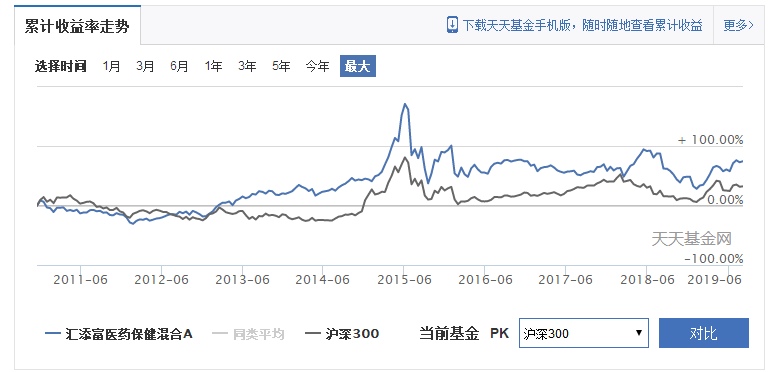 累计收益率走势 下载天天基金手机版，随时随地查看累计收益 更多>
选择时间 1月 3月 6月 1年 3年 5年 今年 最大
+ 100.00%
0.00%
天天基金网
-100.00%
2011-06 2012-06 2013-06 2014-06 2015-06 2016-06 2017-06 2018-06 2019-06
汇添富医药保健混合A 同类平均 沪深300 当前基金 PK 沪深300 对比